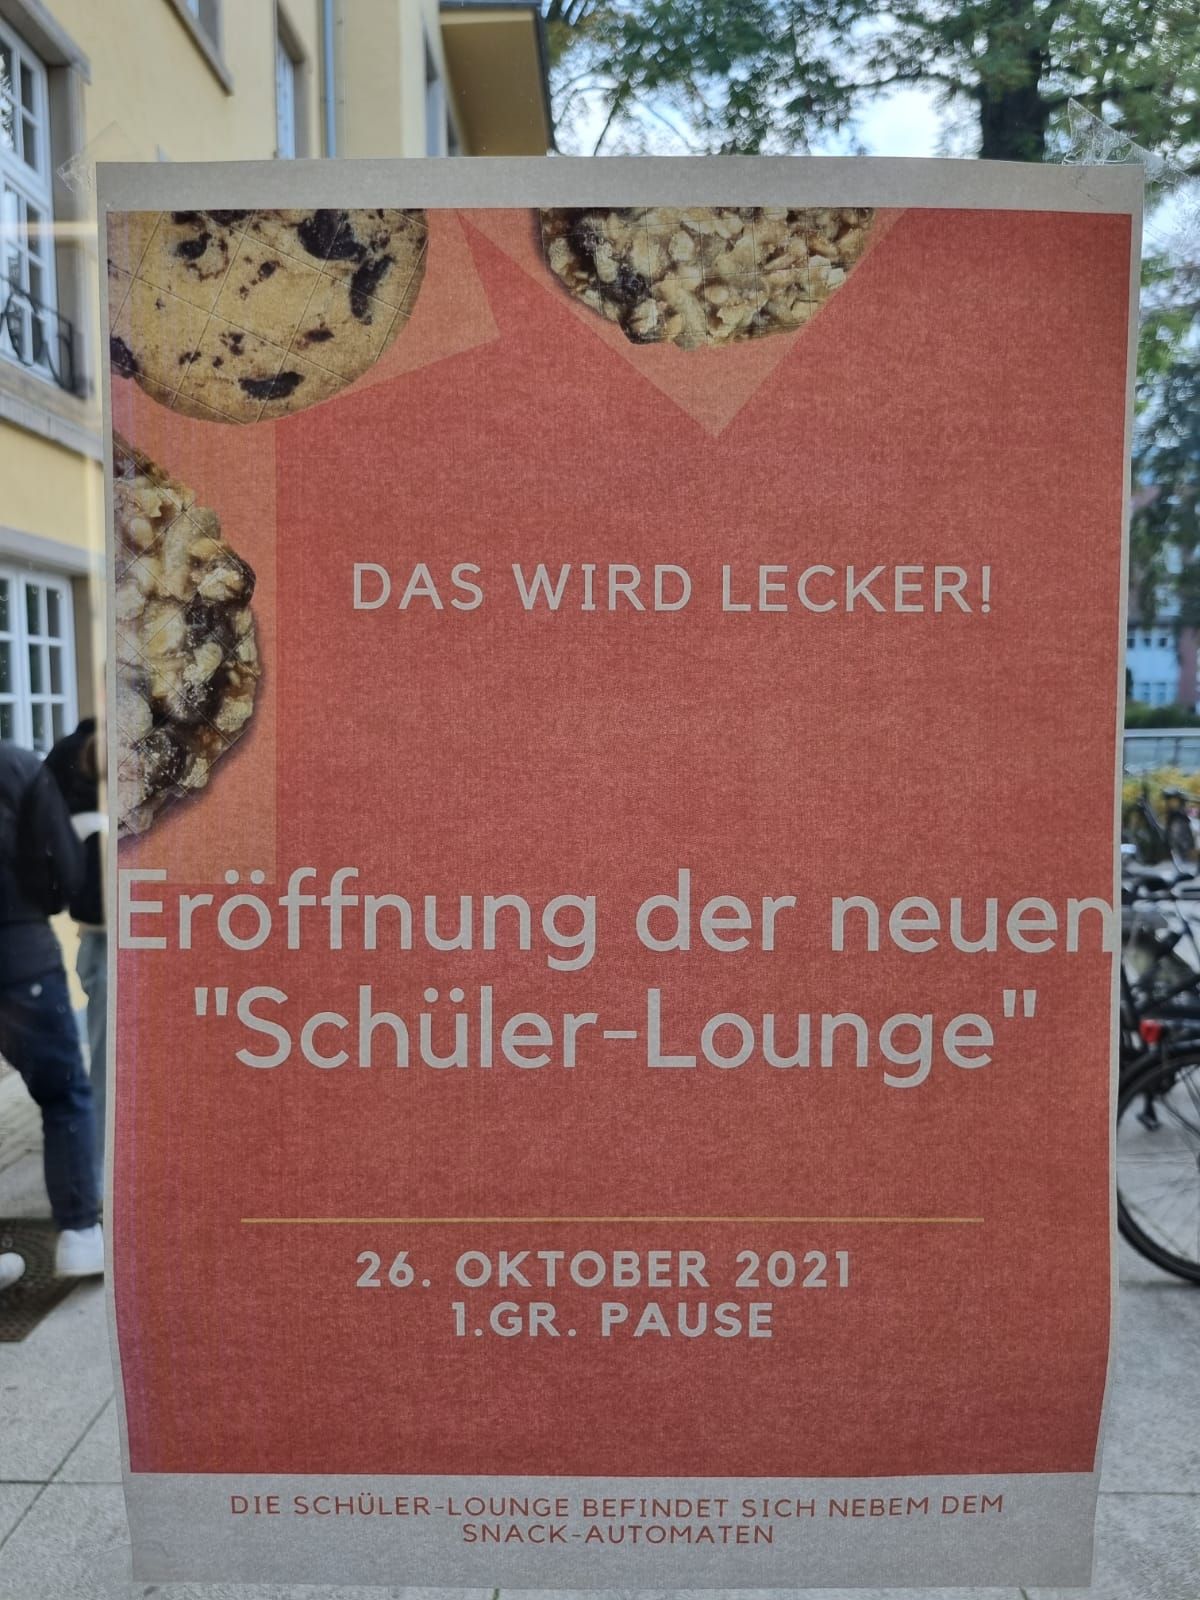 DAS WIRD LECKER!
Eröffnung der neuen
"Schüler-Lounge"
26. OKTOBER 2021
1.GR. PAUSE
DIE SCHÜLER-LOUNGE BEFINDET SICH NEBEM DEM
SNACK-AUTOMATEN